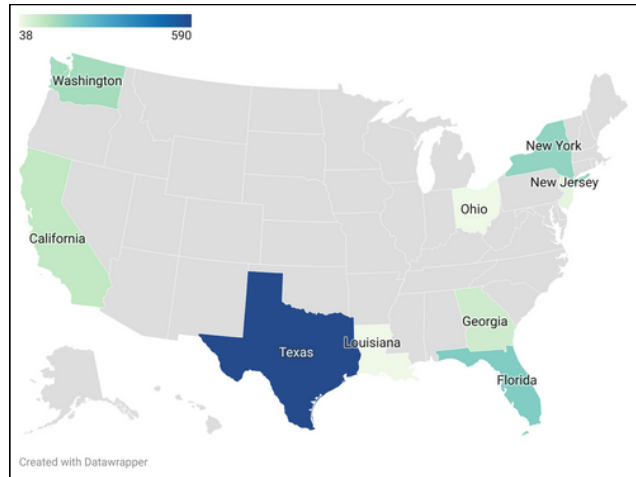 38
590
Washington
New York
New Jersey
Ohio
California
Georgia
Louisiana
Texas
Florida
Created with Datawrapper